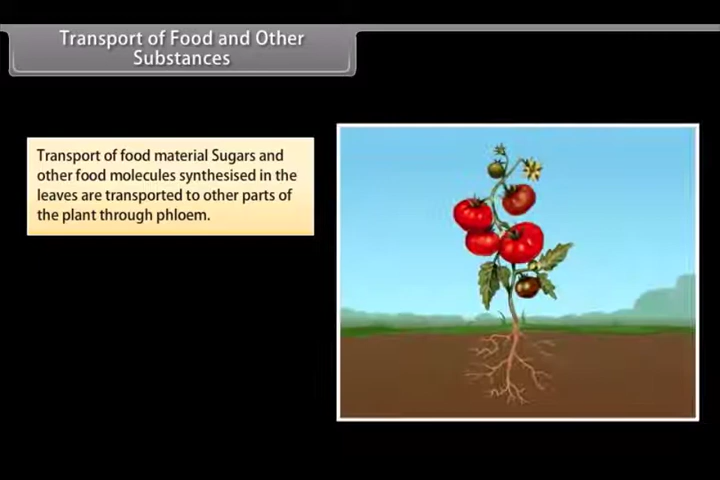 Transport of Food and Other
Substances
Transport of food material Sugars and
other food molecules synthesised in the
leaves are transported to other parts of
the plant through phloem.